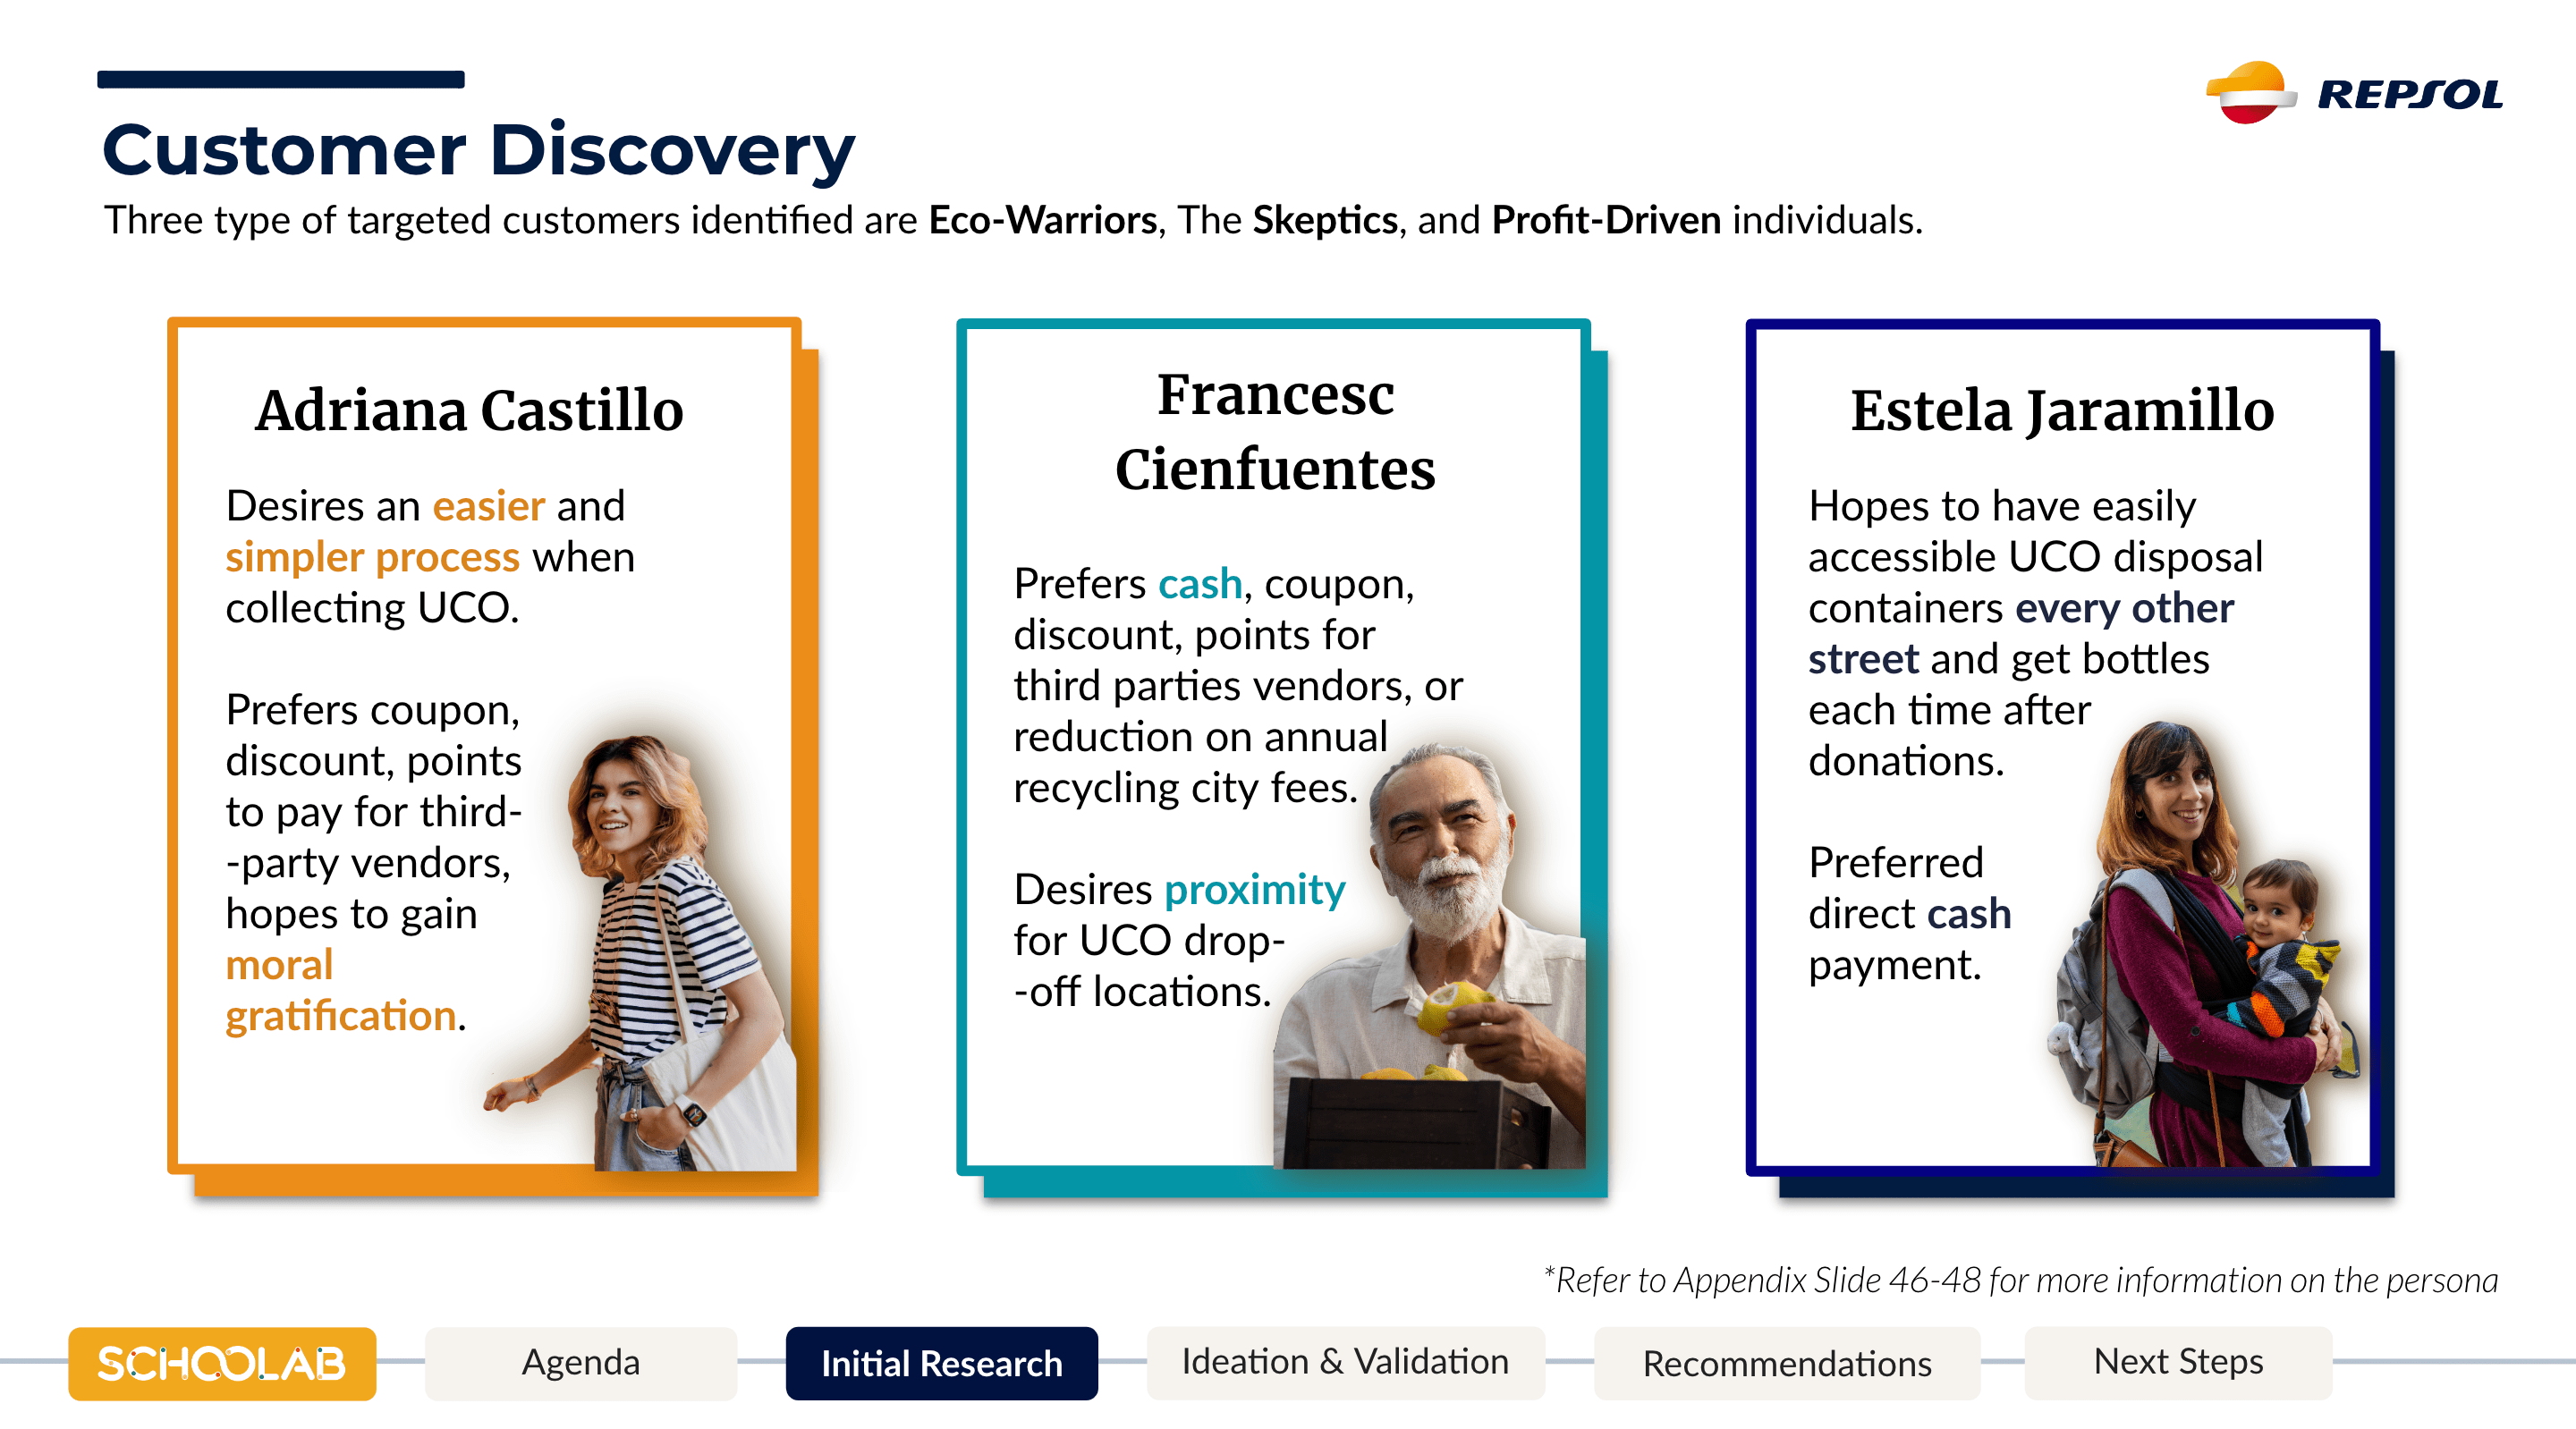 REPSOL
Customer Discovery
Three type of targeted customers identified are Eco-Warriors, The Skeptics, and Profit-Driven individuals.
Adriana Castillo
Desires an easier and
simpler process when
collecting UCO.
Prefers coupon,
discount, points
to pay for third-
-party vendors,
hopes to gain
moral
gratification.
Francesc
Cienfuentes
Prefers cash, coupon,
discount, points for
third parties vendors, or
reduction on annual
recycling city fees.
Desires proximity
for UCO drop-
-off locations.
Estela Jaramillo
Hopes to have easily
accessible UCO disposal
containers every other
street and get bottles
each time after
donations.
Preferred
direct cash
payment.
*Refer to Appendix Slide 46-48 for more information on the persona
SCHOOLAB
Agenda
Initial Research
Ideation & Validation
Recommendations
Next Steps